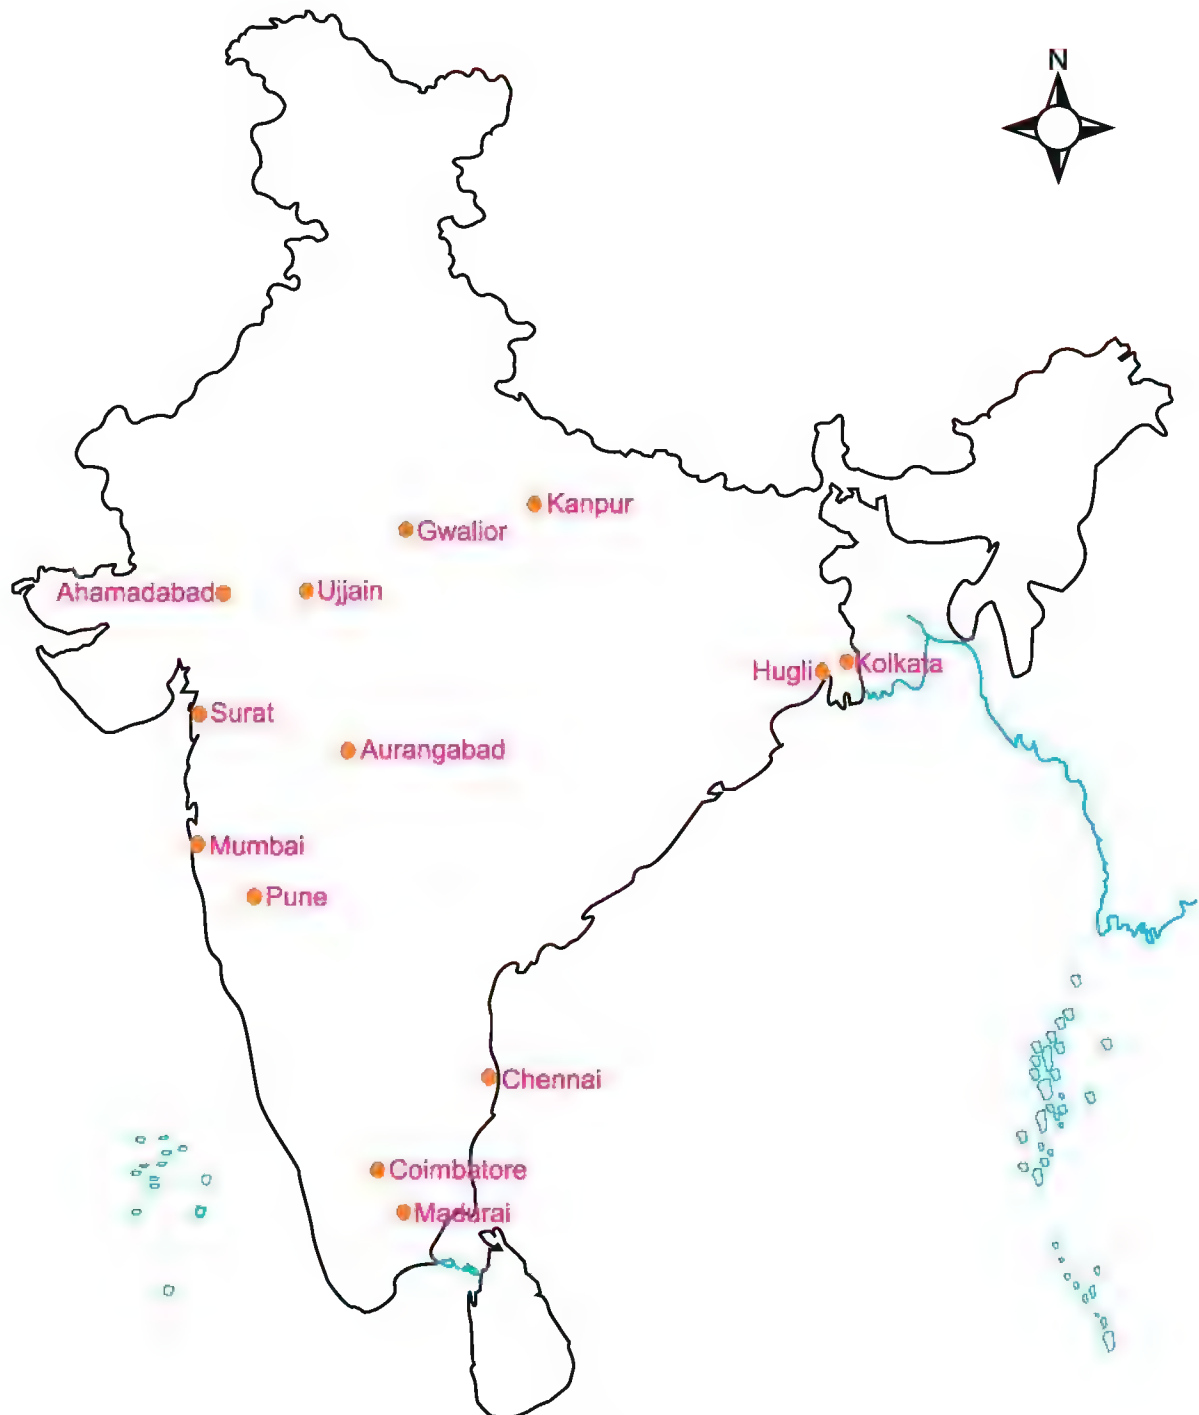 N
Kanpur
Gwalior
Ahamadabad
Ujjain
Hugli
Kolkata
Surat
Aurangabad
Mumbai
Pune
Chennai
Coimbatore
Madurai